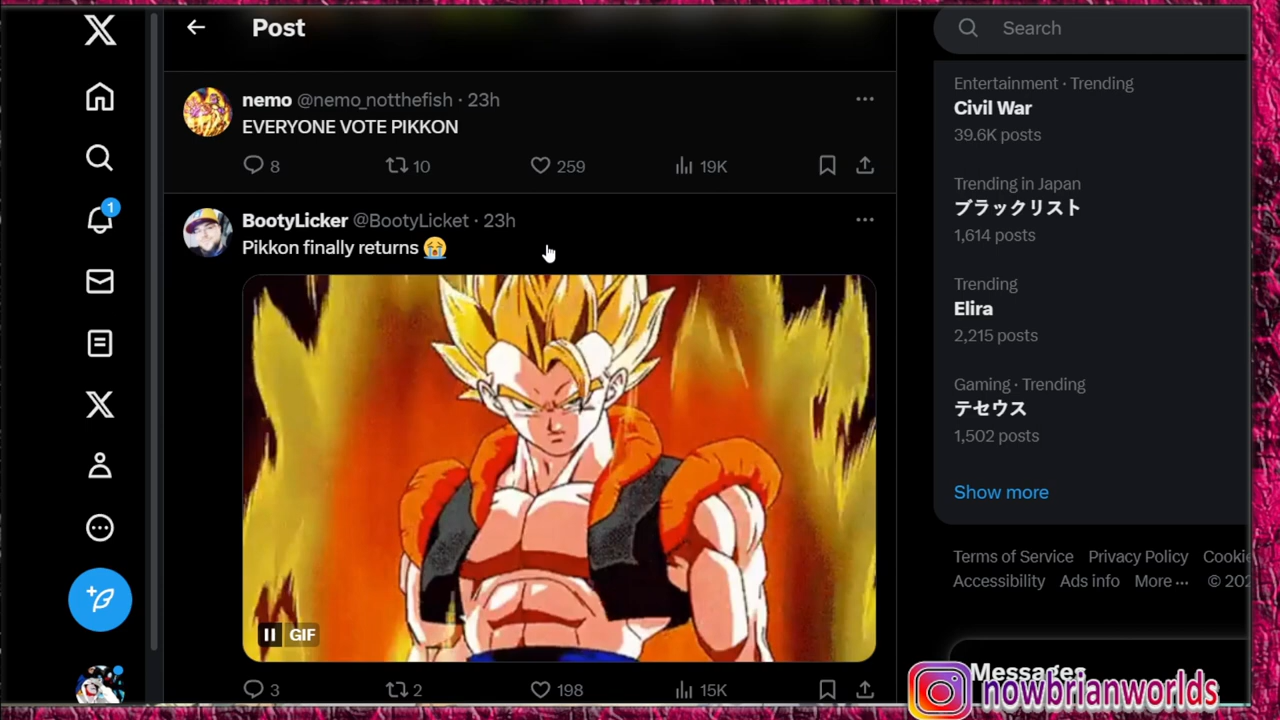 Post
nemo @nemo_notthefish · 23h
EVERYONE VOTE PIKKON
8 10 259 19K
BootyLicker @BootyLicket · 23h
Pikkon finally returns 😭
GIF
3 2 198 15K
1
Search
Entertainment · Trending
Civil War
39.6K posts
Trending in Japan
ブラックリスト
1,614 posts
Trending
Elira
2,215 posts
Gaming · Trending
テセウス
1,502 posts
Show more
Terms of Service Privacy Policy
Accessibility Ads info More ··· ©
Messages
nowbrianworlds